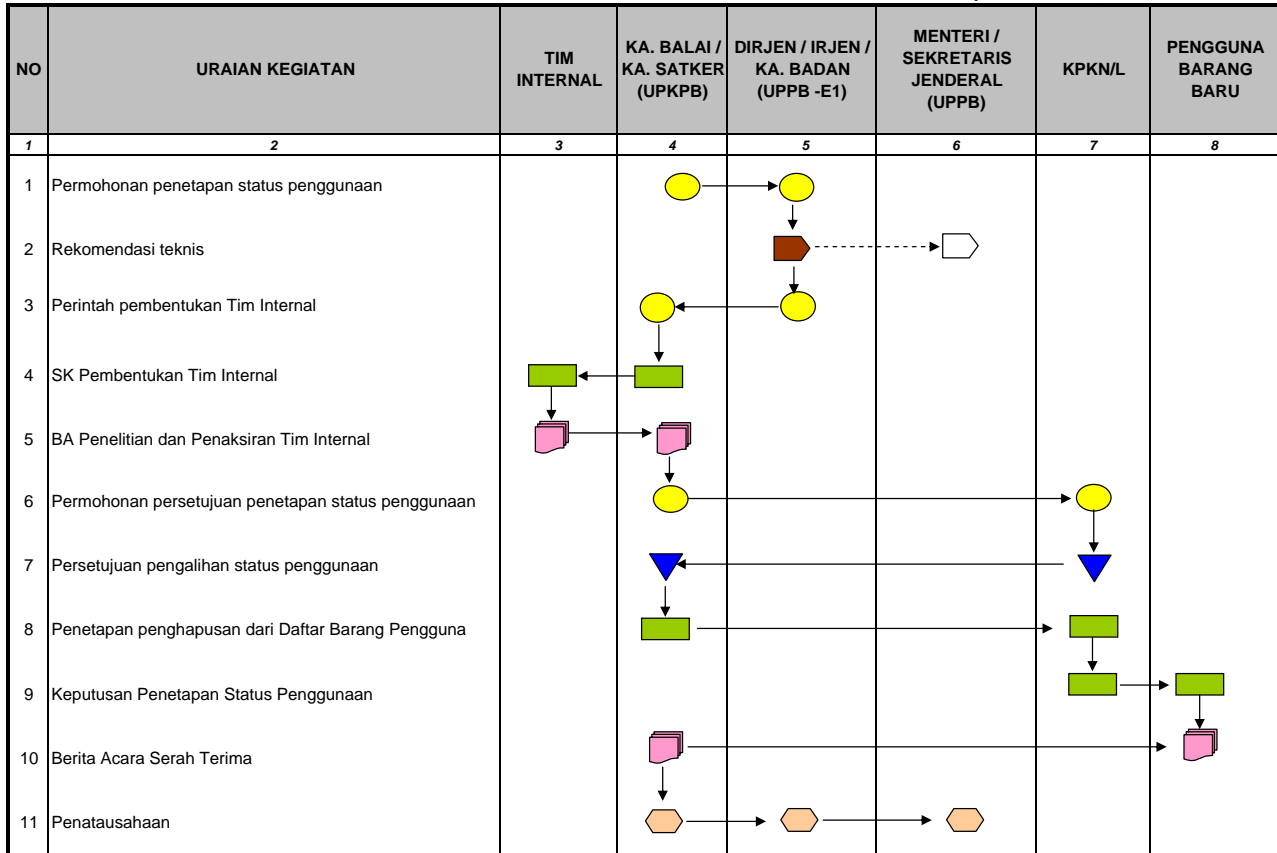 NO
URAIAN KEGIATAN
TIM
INTERNAL
KA. BALAI /
KA. SATKER
(UPKPB)
DIRJEN / IRJEN /
KA. BADAN
(UPPB -E1)
MENTERI /
SEKRETARIS
JENDERAL
(UPPB)
KPKN/L
PENGGUNA
BARANG
BARU
1 2 3 4 5 6 7 8
1 Permohonan penetapan status penggunaan
2 Rekomendasi teknis
3 Perintah pembentukan Tim Internal
4 SK Pembentukan Tim Internal
5 BA Penelitian dan Penaksiran Tim Internal
6 Permohonan persetujuan penetapan status penggunaan
7 Persetujuan pengalihan status penggunaan
8 Penetapan penghapusan dari Daftar Barang Pengguna
9 Keputusan Penetapan Status Penggunaan
10 Berita Acara Serah Terima
11 Penatausahaan